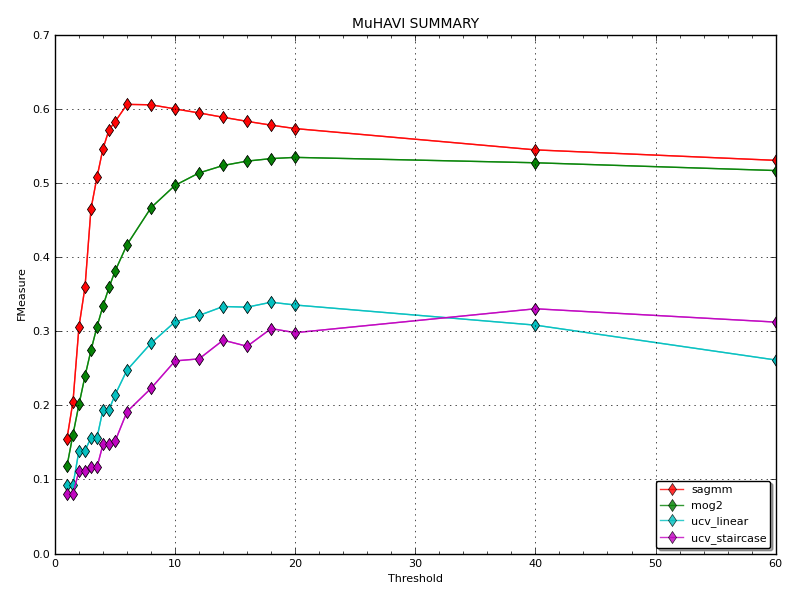 MuHAVI SUMMARY
0.7
0.6
0.5
0.4
0.3
0.2
0.1
0.0
FMeasure
0 10 20 30 40 50 60
Threshold
sagmm
mog2
ucv_linear
ucv_staircase